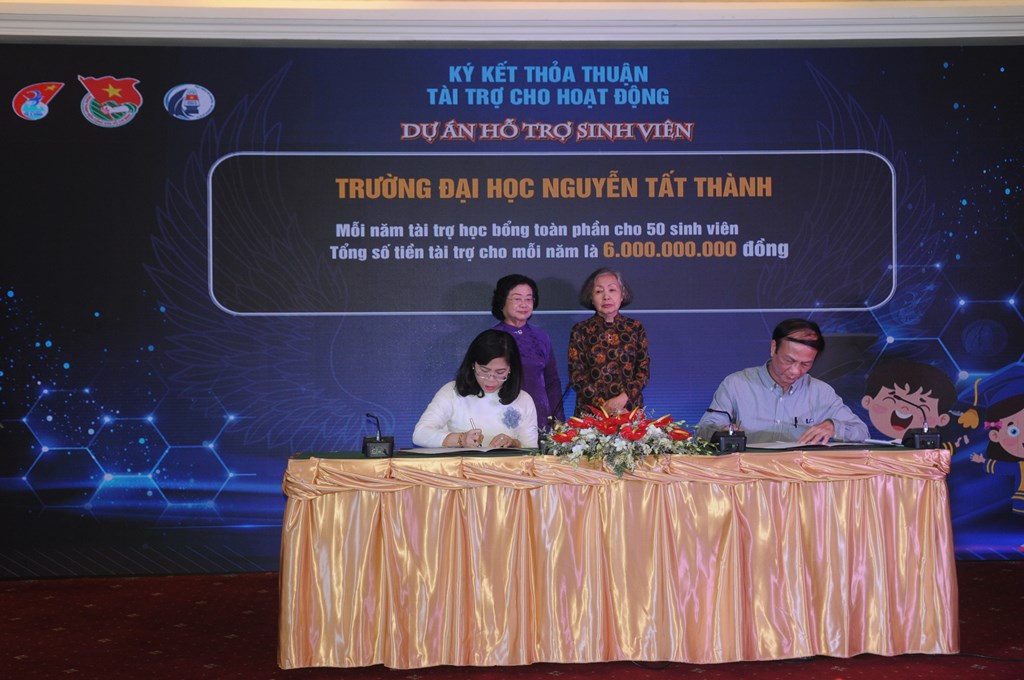 KÝ KẾT THỎA THUẬN
TÀI TRỢ CHO HOẠT ĐỘNG
DỰ ÁN HỖ TRỢ SINH VIÊN
TRƯỜNG ĐẠI HỌC NGUYỄN TẤT THÀNH
Mỗi năm tài trợ học bổng toàn phần cho 50 sinh viên
Tổng số tiền tài trợ cho mỗi năm là 6.000.000.000 đồng